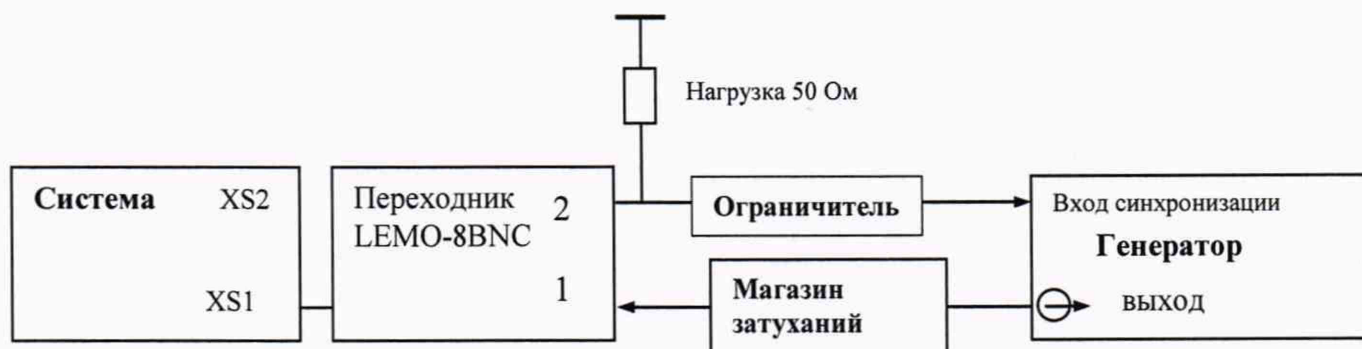 Нагрузка 50 Ом
Система
XS2
XS1
Переходник
LEMO-8BNC
2
1
Ограничитель
Магазин
затуханий
Вход синхронизации
Генератор
выход